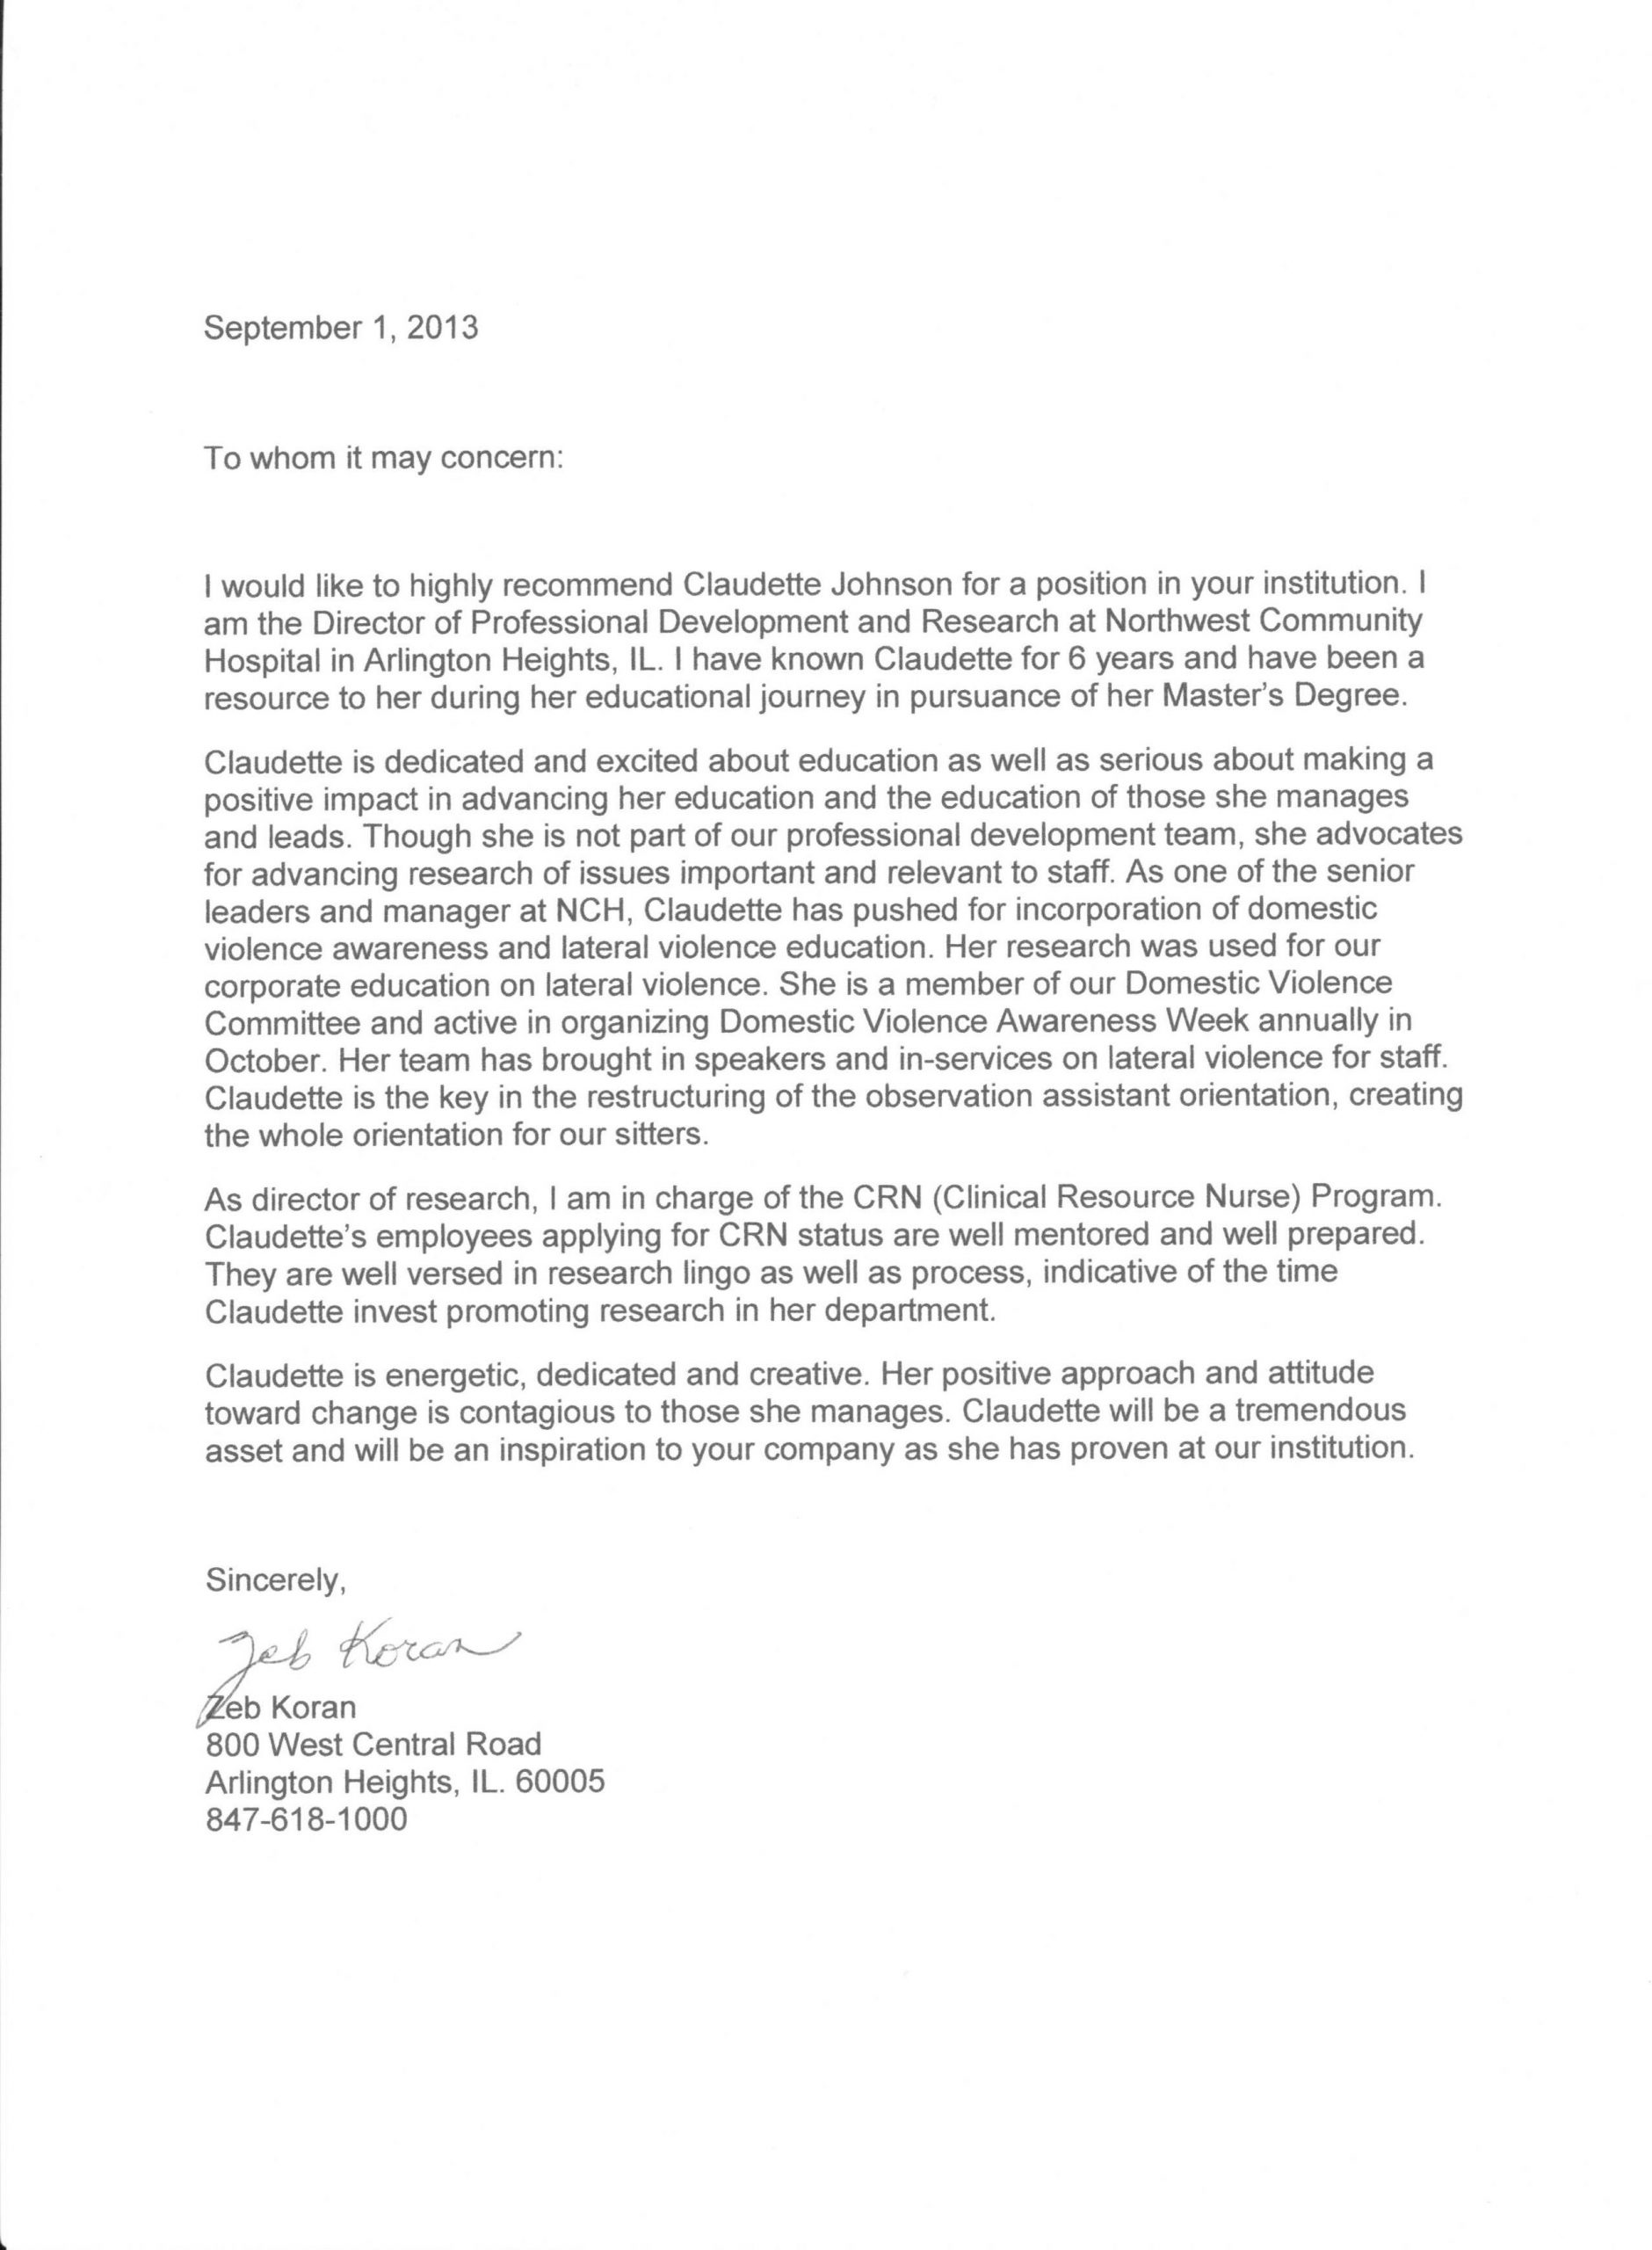 September 1, 2013
To whom it may concern:
I would like to highly recommend Claudette Johnson for a position in your institution. I
am the Director of Professional Development and Research at Northwest Community
Hospital in Arlington Heights, IL. I have known Claudette for 6 years and have been a
resource to her during her educational journey in pursuance of her Master's Degree.
Claudette is dedicated and excited about education as well as serious about making a
positive impact in advancing her education and the education of those she manages
and leads. Though she is not part of our professional development team, she advocates
for advancing research of issues important and relevant to staff. As one of the senior
leaders and manager at NCH, Claudette has pushed for incorporation of domestic
violence awareness and lateral violence education. Her research was used for our
corporate education on lateral violence. She is a member of our Domestic Violence
Committee and active in organizing Domestic Violence Awareness Week annually in
October. Her team has brought in speakers and in-services on lateral violence for staff.
Claudette is the key in the restructuring of the observation assistant orientation, creating
the whole orientation for our sitters.
As director of research, I am in charge of the CRN (Clinical Resource Nurse) Program.
Claudette's employees applying for CRN status are well mentored and well prepared.
They are well versed in research lingo as well as process, indicative of the time
Claudette invest promoting research in her department.
Claudette is energetic, dedicated and creative. Her positive approach and attitude
toward change is contagious to those she manages. Claudette will be a tremendous
asset and will be an inspiration to your company as she has proven at our institution.
Sincerely,
Zeb Koran
Zeb Koran
800 West Central Road
Arlington Heights, IL. 60005
847-618-1000